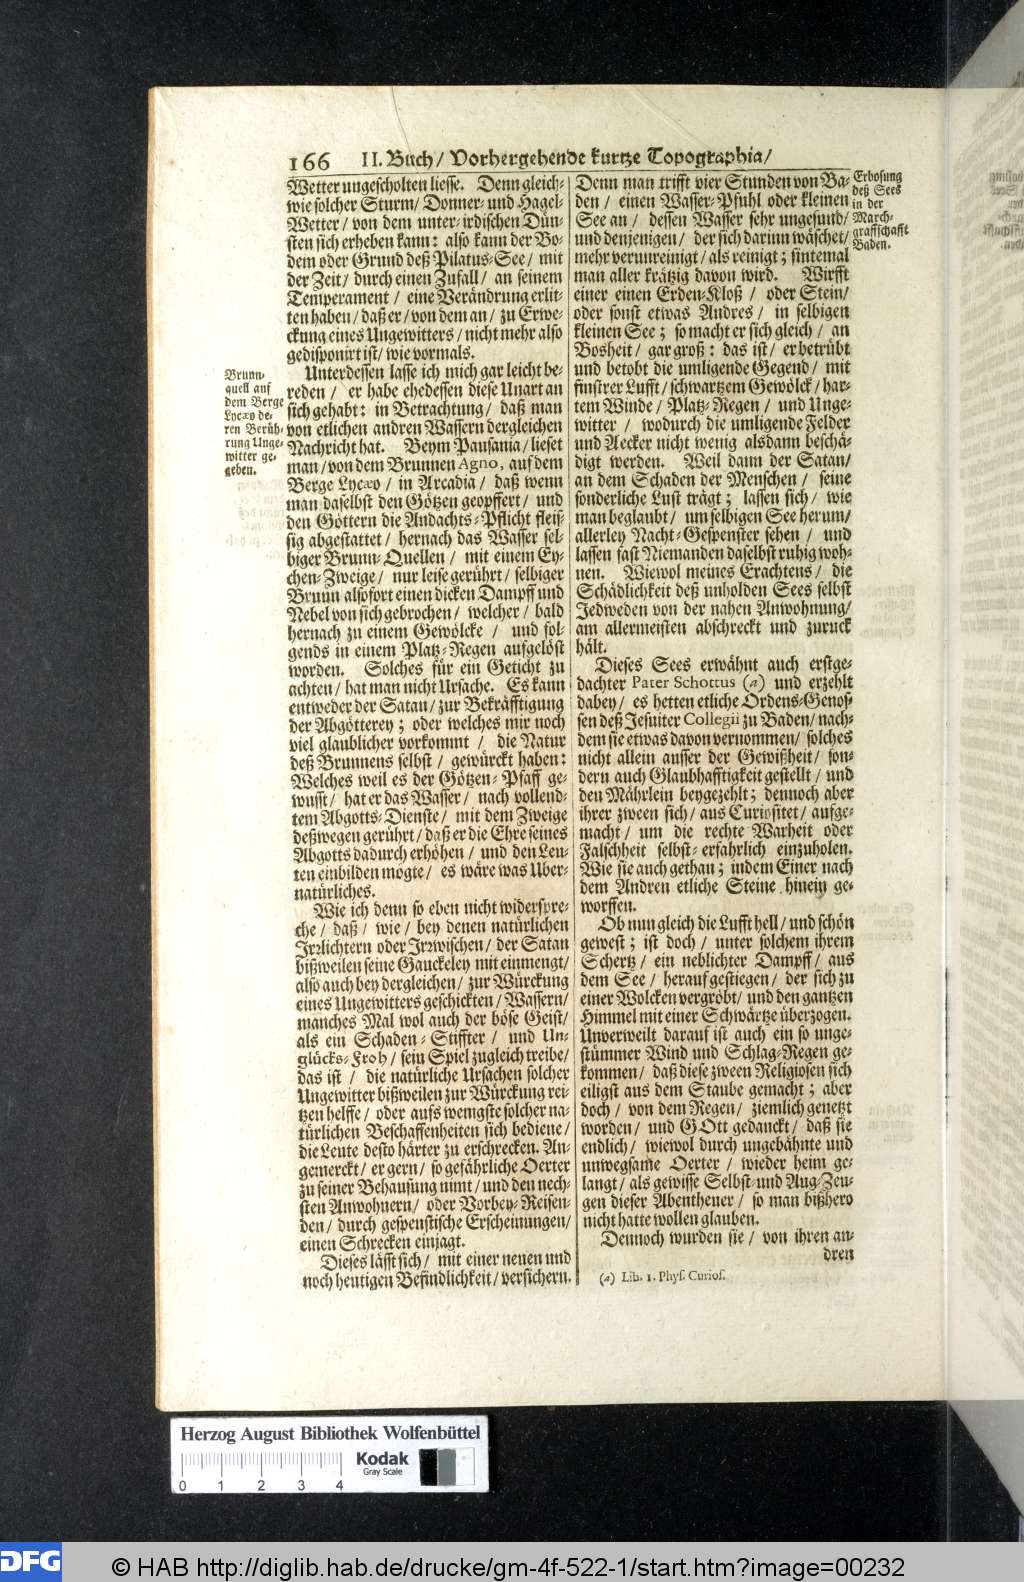 166 II. Buch/ Vorhergehende kurtze Topographia/
Wetter ungescholten liesse. Denn gleich-
wie solcher Sturm/ Donner- und Hagel-
Wetter/ von dem unter-irdischen Dün-
sten sich erheben kann: also kann der Bo-
dem oder Grund deß Pilatus-See/ mit
der Zeit/ durch einen Zufall/ an seinem
Temperament/ eine Verändrung erlit-
ten haben/ daß er/ von dem an/ zu Erwe-
ckung eines Ungewitters/ nicht mehr also
gedisponirt ist/ wie vormals.
Unterdessen lasse ich mich gar leicht be-
reden/ er habe ehedessen diese Unart an
sich gehabt: in Betrachtung/ daß man
von etlichen andren Wassern dergleichen
Nachricht hat. Beym Pausania/ lieset
man/ von dem Brunnen Agno, auf dem
Berge Lycæo/ in Arcadia/ daß wenn
man daselbst den Götzen geopffert/ und
den Göttern die Andachts-Pflicht fleis-
sig abgestattet/ hernach das Wasser sel-
biger Brunn-Quellen/ mit einem Ey-
chen-Zweige/ nur leise gerührt/ selbiger
Brunn alsofort einen dicken Dampff und
Nebel von sich gebrochen/ welcher/ bald
hernach zu einem Gewölcke/ und fol-
gends in einem Platz-Regen aufgelöst
worden. Solches für ein Geticht zu
achten/ hat man nicht Ursache. Es kann
entweder der Satan/ zur Bekräfftigung
der Abgötterey; oder welches mir noch
viel glaublicher vorkommt/ die Natur
deß Brunnens selbst/ gewürckt haben:
Welches weil es der Götzen-Pfaff ge-
wusst/ hat er das Wasser/ nach vollend-
tem Abgotts-Dienste/ mit dem Zweige
deßwegen gerührt/ daß er die Ehre seines
Abgotts dadurch erhöhen/ und den Leu-
ten einbilden mögte/ es wäre was Uber-
natürliches.
Wie ich denn so eben nicht widerspre-
che/ daß/ wie/ bey denen natürlichen
Irrlichtern oder Irrwischen/ der Satan
bißweilen seine Gauckeley mit einmengt/
also auch bey dergleichen/ zur Würckung
eines Ungewitters geschickten/ Wassern/
manches Mal wol auch der böse Geist/
als ein Schaden-Stiffter/ und Un-
glücks-Froh/ sein Spiel zugleich treibe/
das ist/ die natürliche Ursachen solcher
Ungewitter bißweilen zur Würckung rei-
tzen helffe/ oder aufs wenigste solcher na-
türlichen Beschaffenheiten sich bediene/
die Leute desto härter zu erschrecken. An-
gemerckt/ er gern/ so gefährliche Oerter
zu seiner Behausung nimt/ und den nech-
sten Anwohnern/ oder Vorbey-Reisen-
den/ durch gespenstische Erscheinungen/
einen Schrecken einjagt.
Dieses lässt sich/ mit einer neuen und
noch heutigen Befindlichkeit/ versichern.
Brunn-
quell auf
dem Berge
Lycæo de-
ren Berüh-
rung Unge-
witter ge-
geben.
Denn man trifft vier Stunden von Ba-
den/ einen Wasser-Pfuhl oder kleinen
See an/ dessen Wasser sehr ungesund/
und denjenigen/ der sich darinn wäschet/
mehr verunreinigt/ als reinigt; sintemal
man aller krätzig davon wird. Wirfft
einer einen Erden-Kloß/ oder Stein/
oder sonst etwas Andres/ in selbigen
kleinen See; so macht er sich gleich/ an
Bosheit/ gar groß: das ist/ er betrübt
und betobt die umligende Gegend/ mit
finstrer Lufft/ schwartzem Gewölck/ har-
tem Winde/ Platz-Regen/ und Unge-
witter/ wodurch die umligende Felder
und Aecker nicht wenig alsdann beschä-
digt werden. Weil dann der Satan/
an dem Schaden der Menschen/ seine
sonderliche Lust trägt; lassen sich/ wie
man beglaubt/ um selbigen See herum/
allerley Nacht-Gespenster sehen/ und
lassen fast Niemanden daselbst ruhig woh-
nen. Wiewol meines Erachtens/ die
Schädlichkeit deß unholden Sees selbst
Jedweden von der nahen Anwohnung/
am allermeisten abschreckt und zuruck
hält.
Dieses Sees erwähnt auch erstge-
dachter Pater Schottus (a) und erzehlt
dabey/ es hetten etliche Ordens-Genos-
sen deß Jesuiter Collegii zu Baden/ nach-
dem sie etwas davon vernommen/ solches
nicht allein ausser der Gewißheit/ son-
dern auch Glaubhafftigkeit gestellt/ und
den Mährlein beygezehlt; dennoch aber
ihrer zween sich/ aus Curiositet/ aufge-
macht/ um die rechte Warheit oder
Falschheit selbst-erfahrlich einzuholen.
Wie sie auch gethan; indem Einer nach
dem Andren etliche Steine hinein ge-
worffen.
Ob nun gleich die Lufft hell/ und schön
gewest; ist doch/ unter solchem ihrem
Schertz/ ein neblichter Dampff/ aus
dem See/ herauf gestiegen/ der sich zu
einer Wolcken vergröbt/ und den gantzen
Himmel mit einer Schwärtze überzogen.
Unverweilt darauf ist auch ein so unge-
stümmer Wind und Schlag-Regen ge-
kommen/ daß diese zween Religiosen sich
eiligst aus dem Staube gemacht; aber
doch/ von dem Regen/ ziemlich genetzt
worden/ und GOtt gedanckt/ daß sie
endlich/ wiewol durch ungebähnte und
unwegsame Oerter/ wieder heim ge-
langt/ als gewisse Selbst- und Aug-Zeu-
gen dieser Abentheuer/ so man bißhero
nicht hatte wollen glauben.
Dennoch wurden sie/ von ihren an-
dren
(a) Lib. 1. Phys. Curios.
Erbosung
deß Sees
in der
March-
graffschafft
Baden.
Herzog August Bibliothek Wolfenbüttel
Kodak
Gray Scale
0 1 2 3 4
DFG
© HAB http://diglib.hab.de/drucke/gm-4f-522-1/start.htm?image=00232